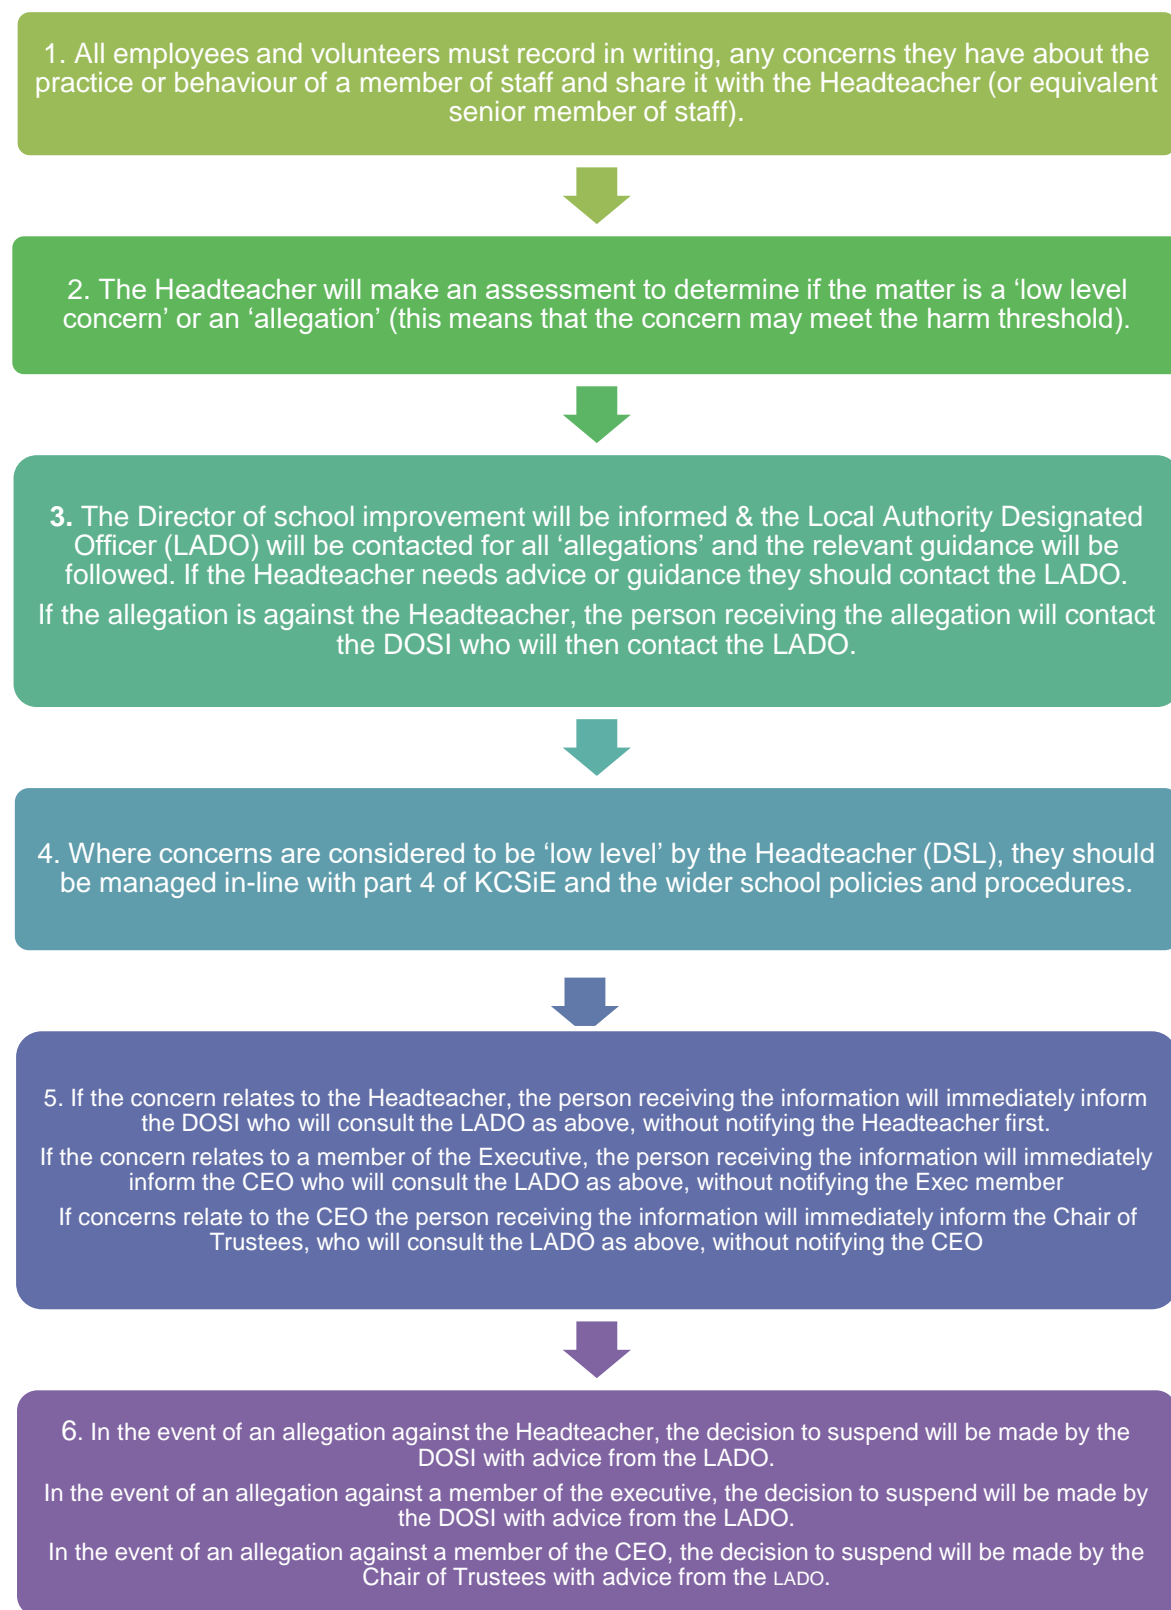 1. All employees and volunteers must record in writing, any concerns they have about the
practice or behaviour of a member of staff and share it with the Headteacher (or equivalent
senior member of staff).
2. The Headteacher will make an assessment to determine if the matter is a ‘low level
concern’ or an ‘allegation’ (this means that the concern may meet the harm threshold).
3. The Director of school improvement will be informed & the Local Authority Designated
Officer (LADO) will be contacted for all ‘allegations’ and the relevant guidance will be
followed. If the Headteacher needs advice or guidance they should contact the LADO.
If the allegation is against the Headteacher, the person receiving the allegation will contact
the DOSI who will then contact the LADO.
4. Where concerns are considered to be ‘low level’ by the Headteacher (DSL), they should
be managed in-line with part 4 of KCSiE and the wider school policies and procedures.
5. If the concern relates to the Headteacher, the person receiving the information will immediately inform
the DOSI who will consult the LADO as above, without notifying the Headteacher first.
If the concern relates to a member of the Executive, the person receiving the information will immediately
inform the CEO who will consult the LADO as above, without notifying the Exec member
If concerns relate to the CEO the person receiving the information will immediately inform the Chair of
Trustees, who will consult the LADO as above, without notifying the CEO
6. In the event of an allegation against the Headteacher, the decision to suspend will be made by the
DOSI with advice from the LADO.
In the event of an allegation against a member of the executive, the decision to suspend will be made by
the DOSI with advice from the LADO.
In the event of an allegation against a member of the CEO, the decision to suspend will be made by the
Chair of Trustees with advice from the LADO.